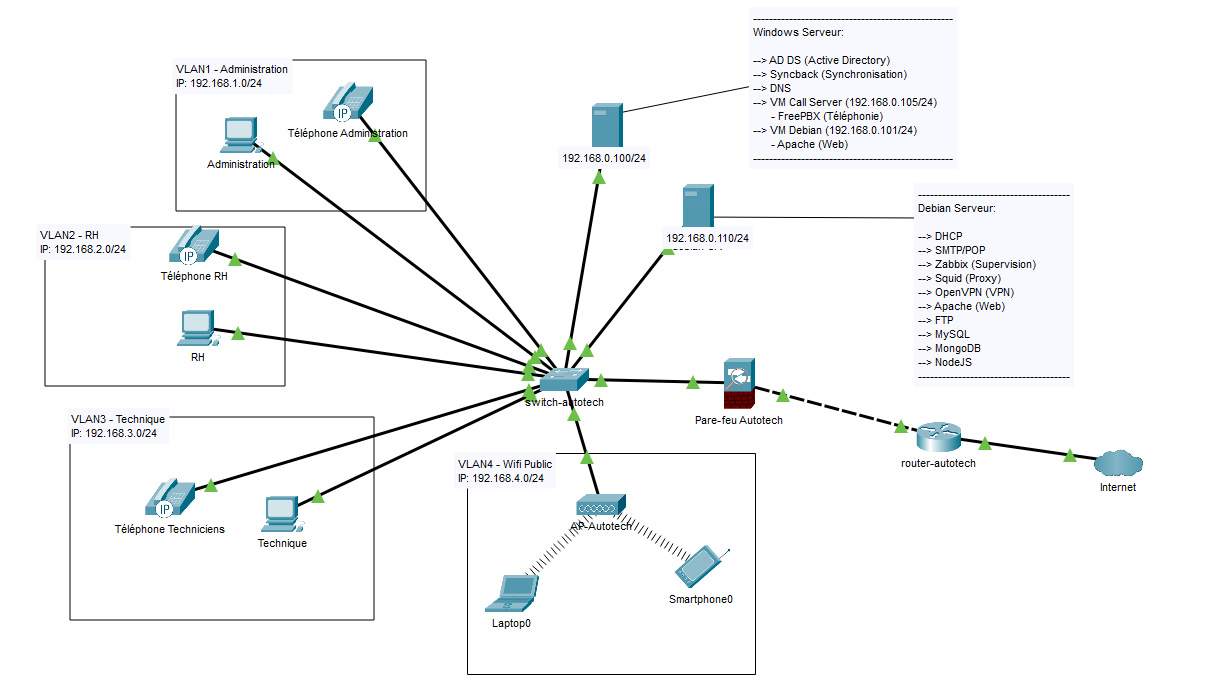 --------------------------------------------------
Windows Serveur:
--> AD DS (Active Directory)
--> Syncback (Synchronisation)
--> DNS
--> VM Call Server (192.168.0.105/24)
- FreePBX (Téléphonie)
--> VM Debian (192.168.0.101/24)
- Apache (Web)
--------------------------------------------------
VLAN1 - Administration
IP: 192.168.1.0/24
IP
Téléphone Administration
Administration
192.168.0.100/24
--------------------------------------
Debian Serveur:
--> DHCP
--> SMTP/POP
--> Zabbix (Supervision)
--> Squid (Proxy)
--> OpenVPN (VPN)
--> Apache (Web)
--> FTP
--> MySQL
--> MongoDB
--> NodeJS
--------------------------------------
192.168.0.110/24
VLAN2 - RH
IP: 192.168.2.0/24
IP
Téléphone RH
RH
switch-autotech
Pare-feu Autotech
router-autotech
Internet
VLAN3 - Technique
IP: 192.168.3.0/24
IP
Téléphone Techniciens
Technique
VLAN4 - Wifi Public
IP: 192.168.4.0/24
AP-Autotech
Laptop0
Smartphone0